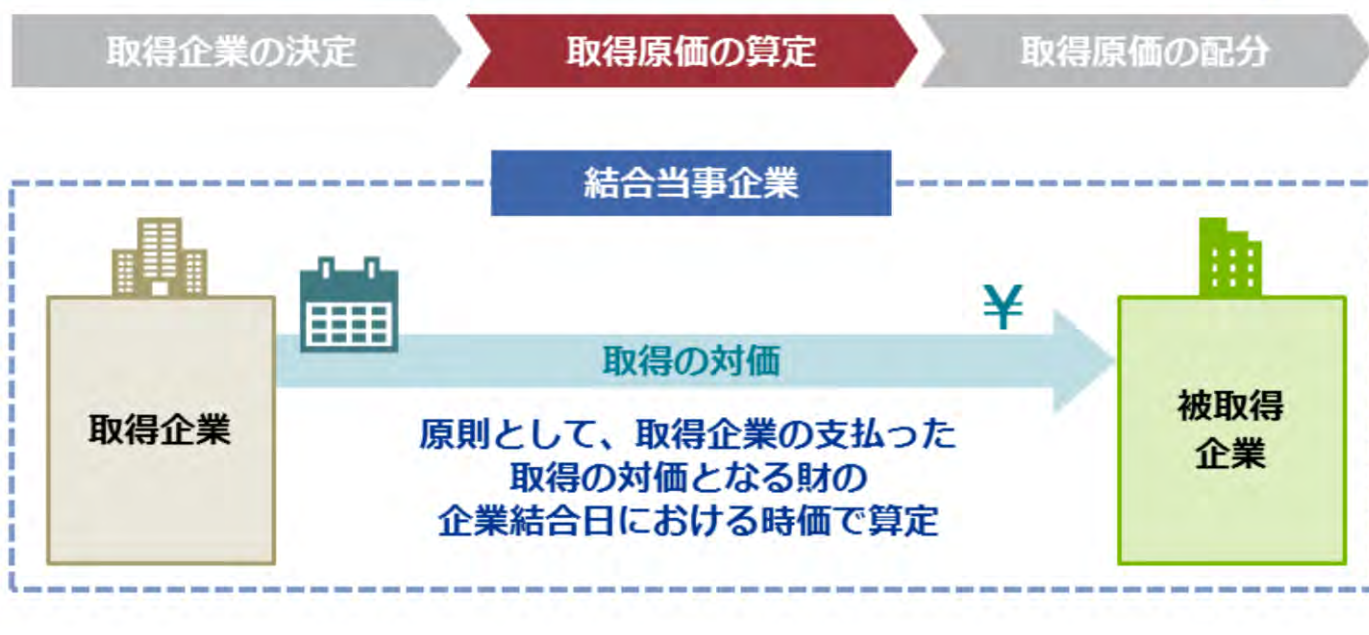 取得企業の決定
取得原価の算定
取得原価の配分
結合当事企業
¥
取得の対価
取得企業
原則として、取得企業の支払った
取得の対価となる財の
企業結合日における時価で算定
被取得
企業